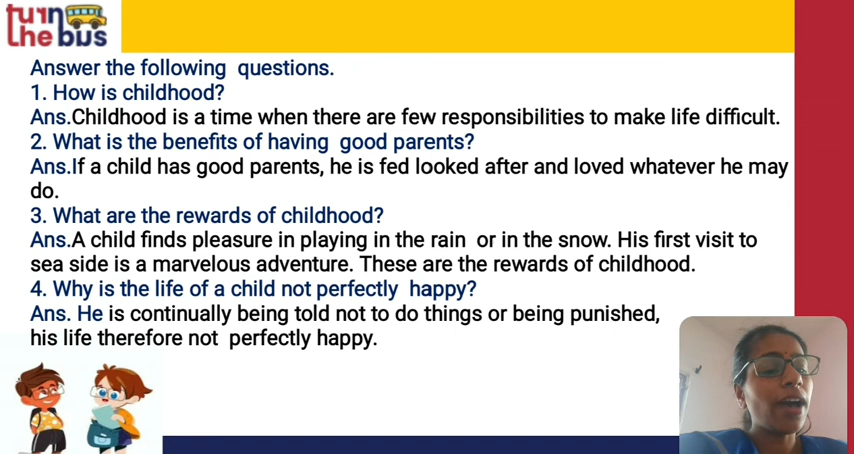 turn
the bus
Answer the following questions.
1. How is childhood?
Ans.Childhood is a time when there are few responsibilities to make life difficult.
2. What is the benefits of having good parents?
Ans.If a child has good parents, he is fed looked after and loved whatever he may
do.
3. What are the rewards of childhood?
Ans.A child finds pleasure in playing in the rain or in the snow. His first visit to
sea side is a marvelous adventure. These are the rewards of childhood.
4. Why is the life of a child not perfectly happy?
Ans. He is continually being told not to do things or being punished,
his life therefore not perfectly happy.